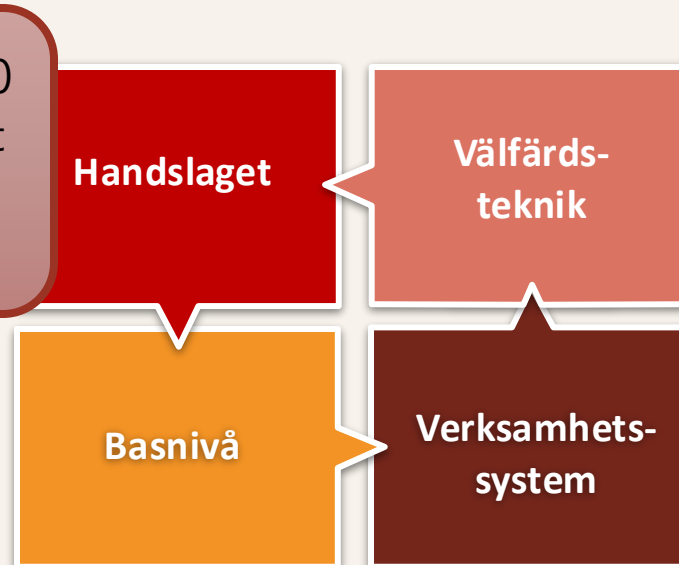 Handslaget
Välfärds-
teknik
Basnivå
Verksamhets-
system